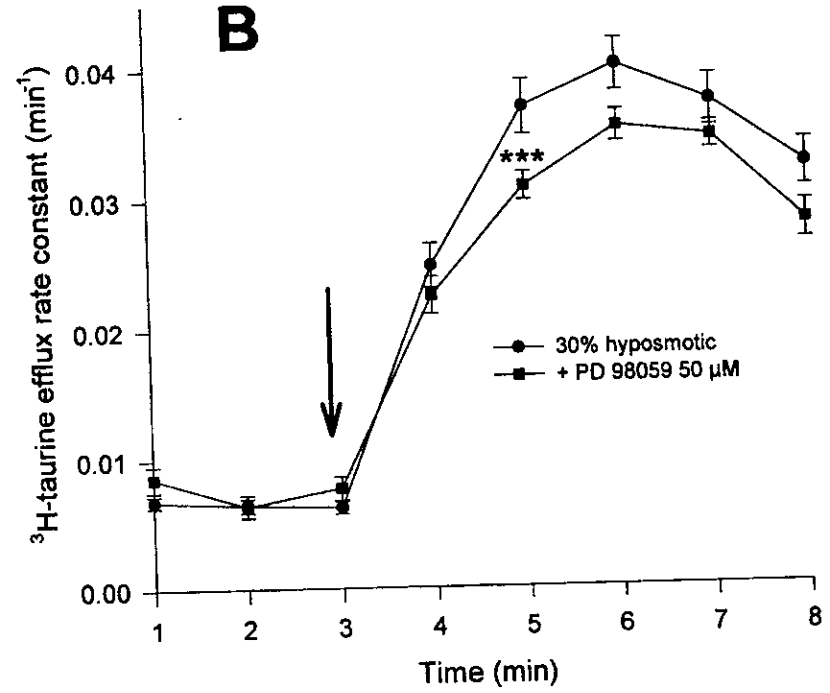 B
³H-taurine efflux rate constant (min⁻¹)
0.04
0.03
0.02
0.01
0.00
***
30% hyposmotic
+ PD 98059 50 µM
1 2 3 4 5 6 7 8
Time (min)